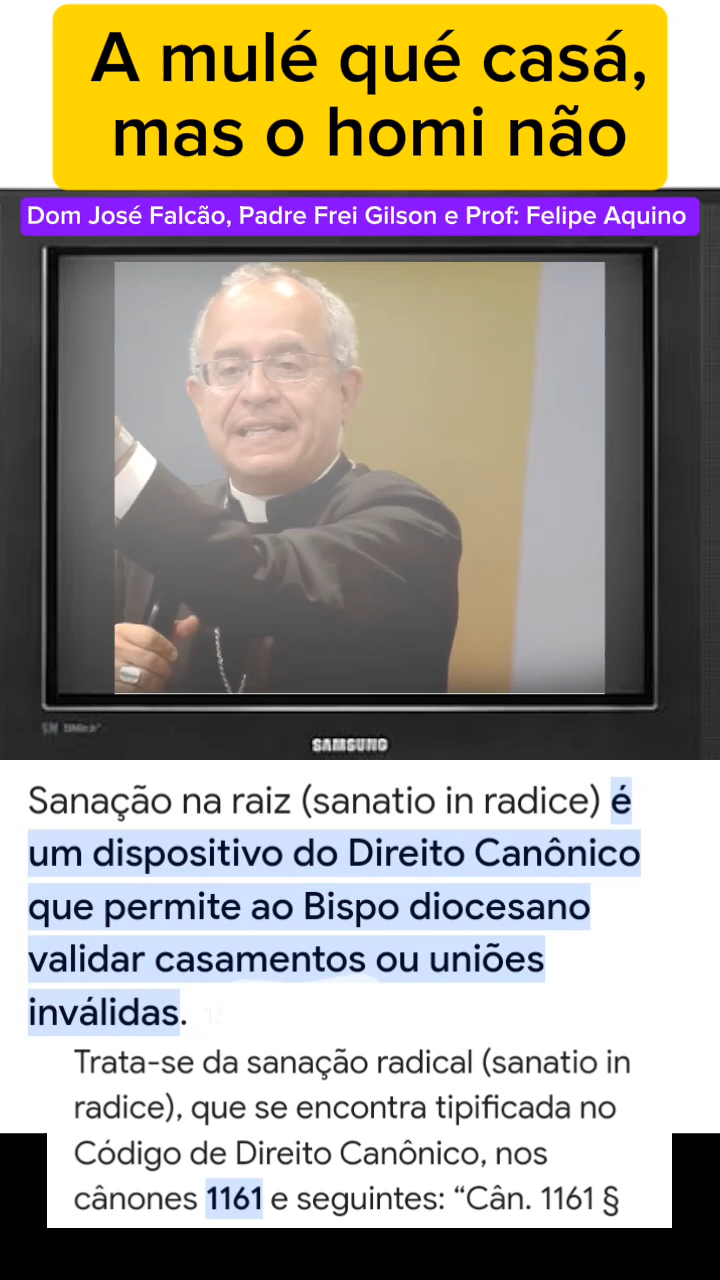 A mulé qué casá,
mas o homi não
Dom José Falcão, Padre Frei Gilson e Prof: Felipe Aquino
SAMSUNG
Sanação na raiz (sanatio in radice) é
um dispositivo do Direito Canônico
que permite ao Bispo diocesano
validar casamentos ou uniões
inválidas.
Trata-se da sanação radical (sanatio in
radice), que se encontra tipificada no
Código de Direito Canônico, nos
cânones 1161 e seguintes: “Cân. 1161 §